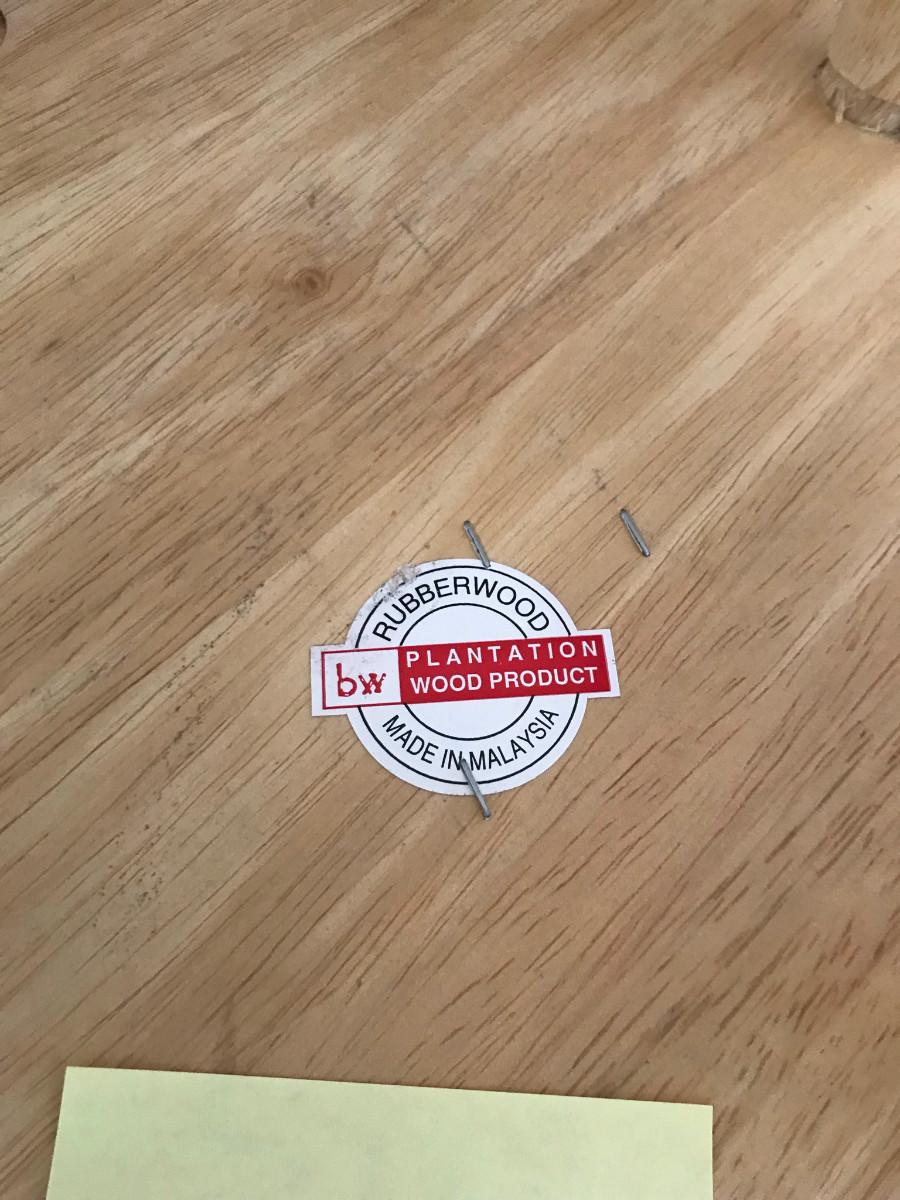 RUBBERWOOD
bw
PLANTATION
WOOD PRODUCT
MADE IN MALAYSIA